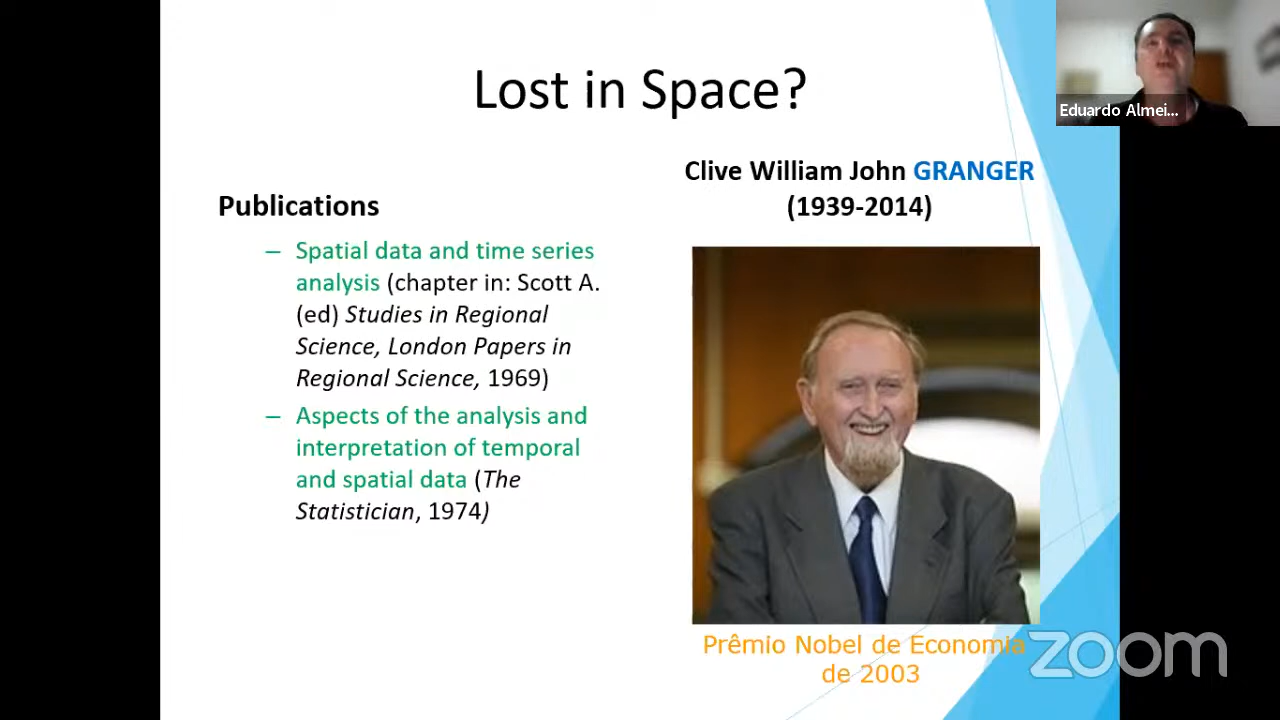 Lost in Space?
Eduardo Almei...
Clive William John GRANGER
(1939-2014)
Publications
– Spatial data and time series
analysis (chapter in: Scott A.
(ed) Studies in Regional
Science, London Papers in
Regional Science, 1969)
– Aspects of the analysis and
interpretation of temporal
and spatial data (The
Statistician, 1974)
Prêmio Nobel de Economia
de 2003
zoom